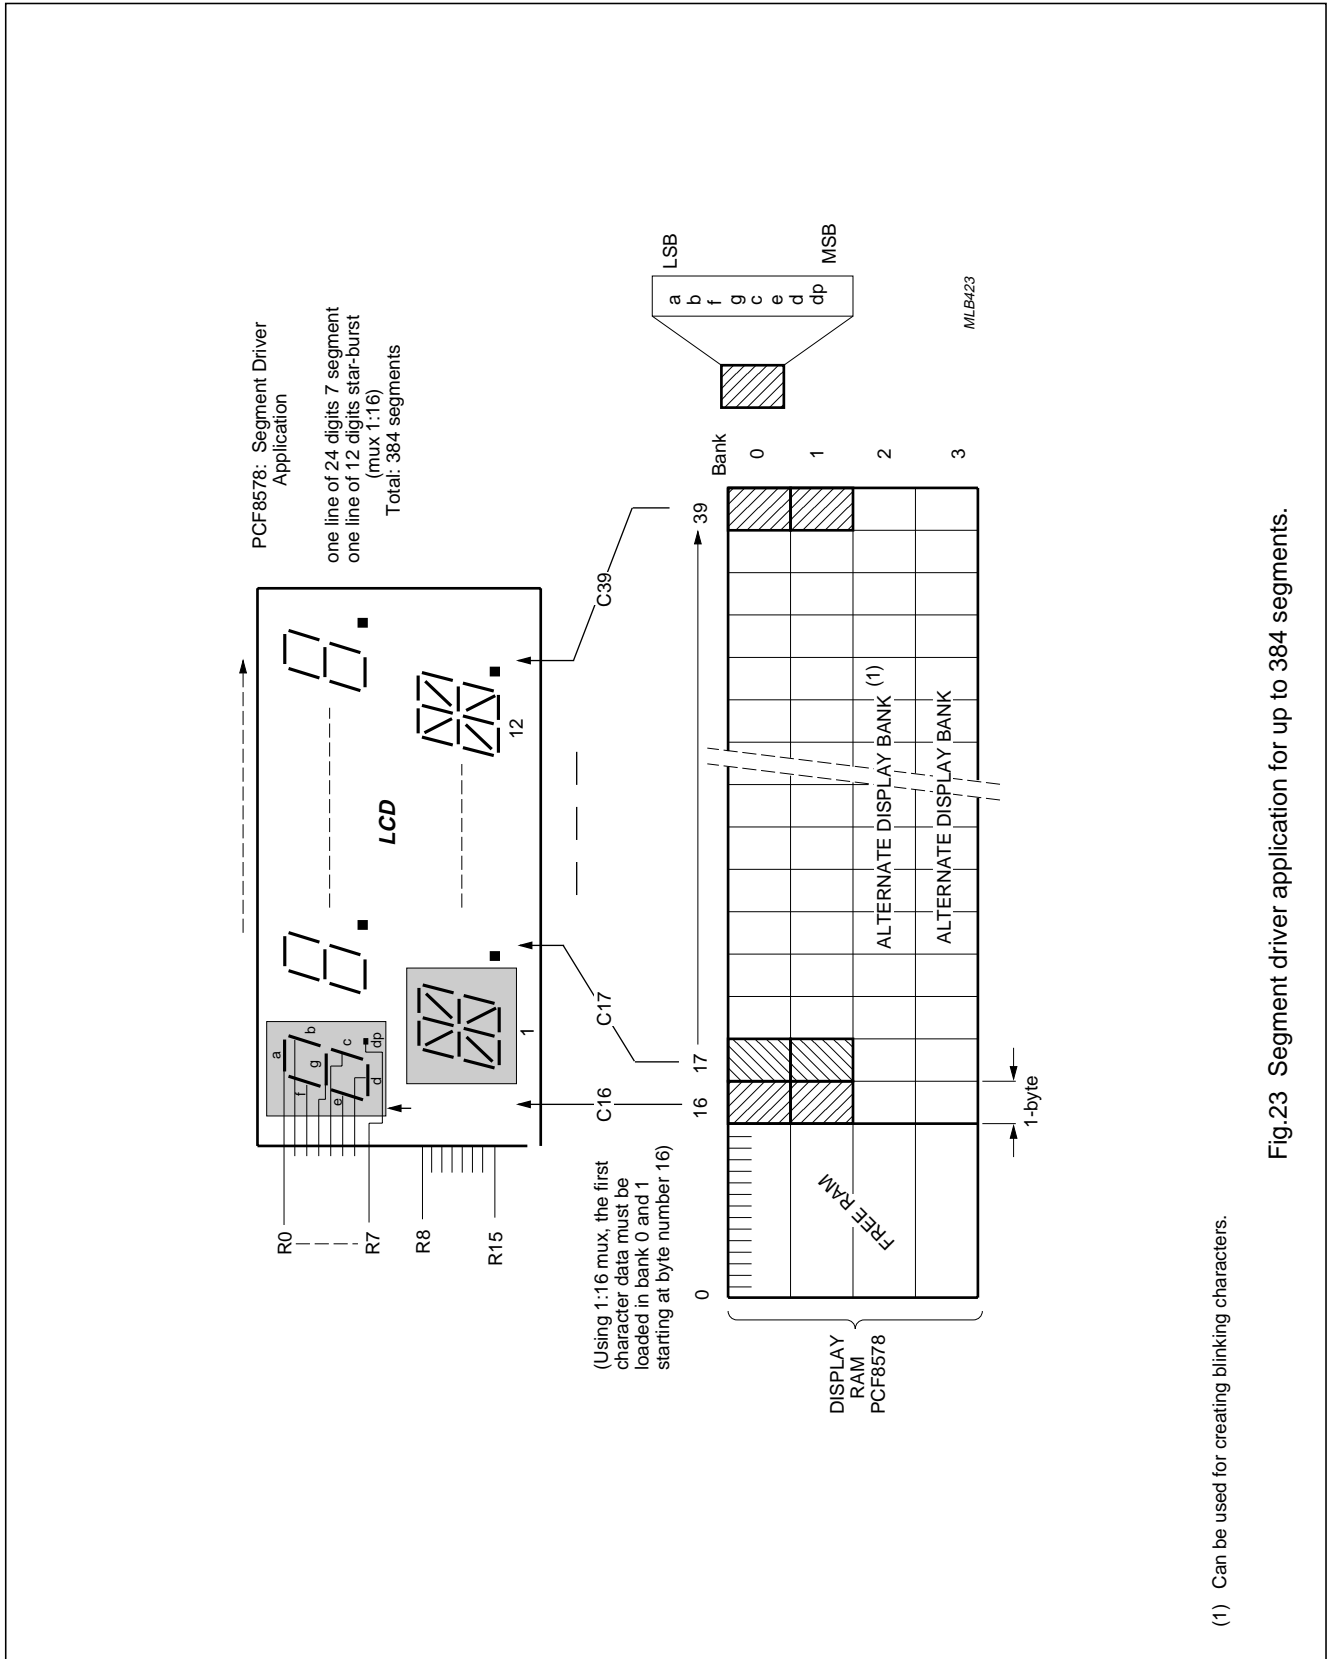 PCF8578: Segment Driver
Application
one line of 24 digits 7 segment
one line of 12 digits star-burst
(mux 1:16)
Total: 384 segments
R0
R7
R8
R15
a
b
f
g
c
e
d
dp
LCD
1
12
(Using 1:16 mux, the first
character data must be
loaded in bank 0 and 1
starting at byte number 16)
C16
C17
C39
0
16
17
39
Bank
0
1
2
3
DISPLAY
RAM
PCF8578
FREE RAM
ALTERNATE DISPLAY BANK (1)
ALTERNATE DISPLAY BANK
1-byte
LSB
a
b
f
g
c
e
d
dp
MSB
MLB423
(1) Can be used for creating blinking characters.
Fig.23 Segment driver application for up to 384 segments.